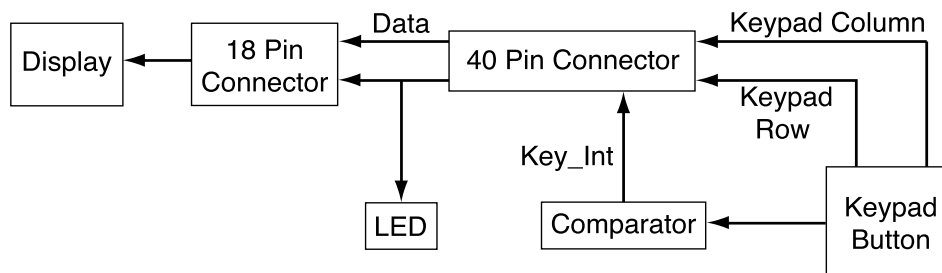 Display
18 Pin
Connector
Data
40 Pin Connector
Keypad Column
Keypad
Row
Key_Int
LED
Comparator
Keypad
Button